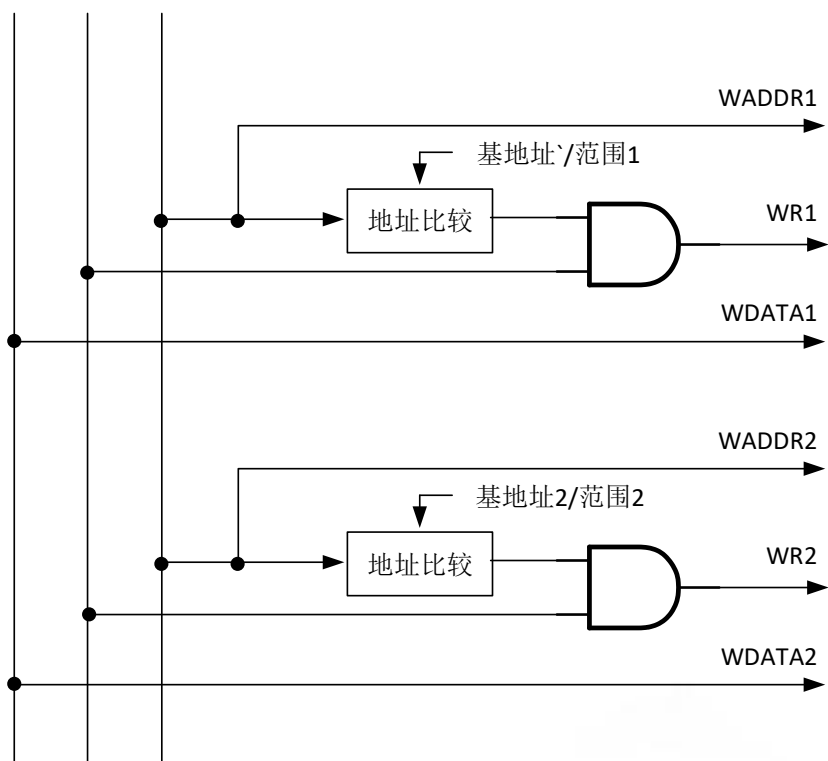 WADDR1
基地址`/范围1
地址比较
WR1
WDATA1
WADDR2
基地址2/范围2
地址比较
WR2
WDATA2